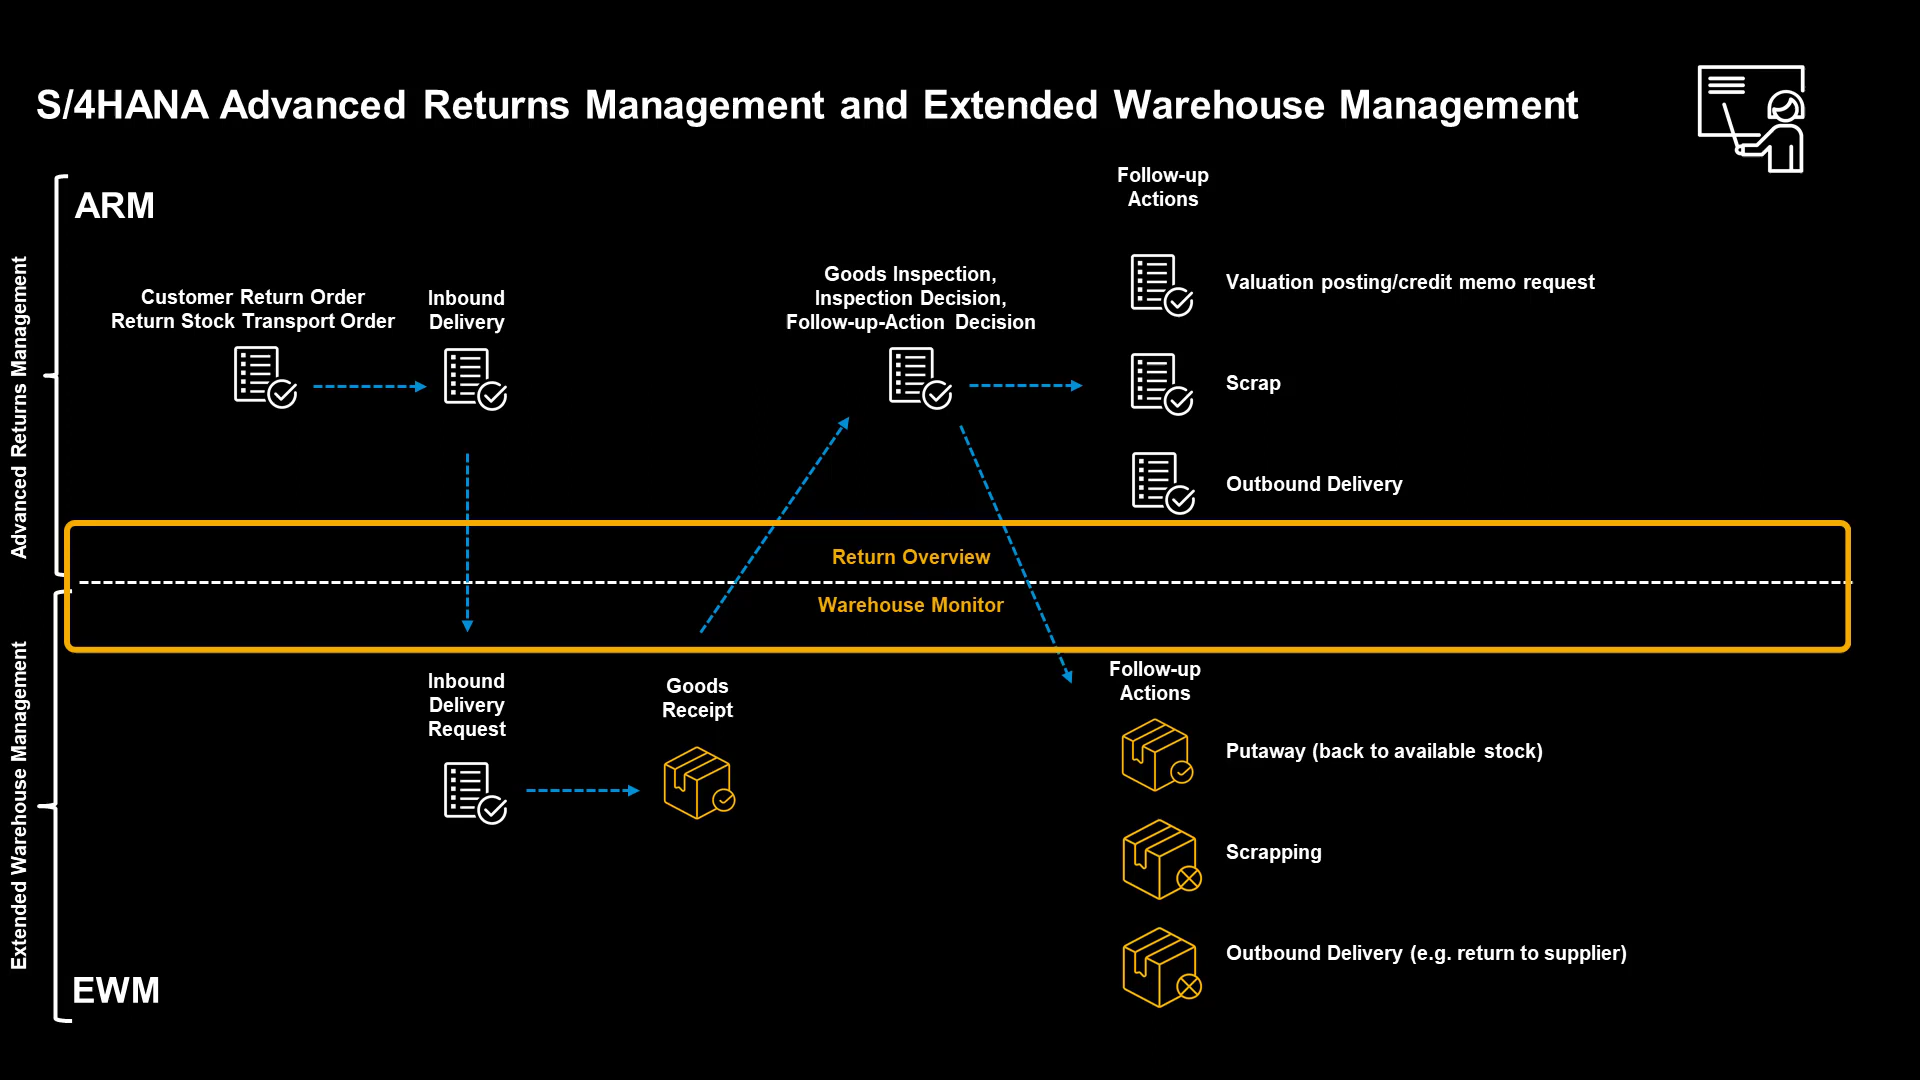 S/4HANA Advanced Returns Management and Extended Warehouse Management
ARM
Advanced Returns Management
Customer Return Order
Return Stock Transport Order
Inbound
Delivery
Goods Inspection,
Inspection Decision,
Follow-up-Action Decision
Follow-up
Actions
Valuation posting/credit memo request
Scrap
Outbound Delivery
Return Overview
Warehouse Monitor
Extended Warehouse Management
Inbound
Delivery
Request
Goods
Receipt
Follow-up
Actions
Putaway (back to available stock)
Scrapping
Outbound Delivery (e.g. return to supplier)
EWM